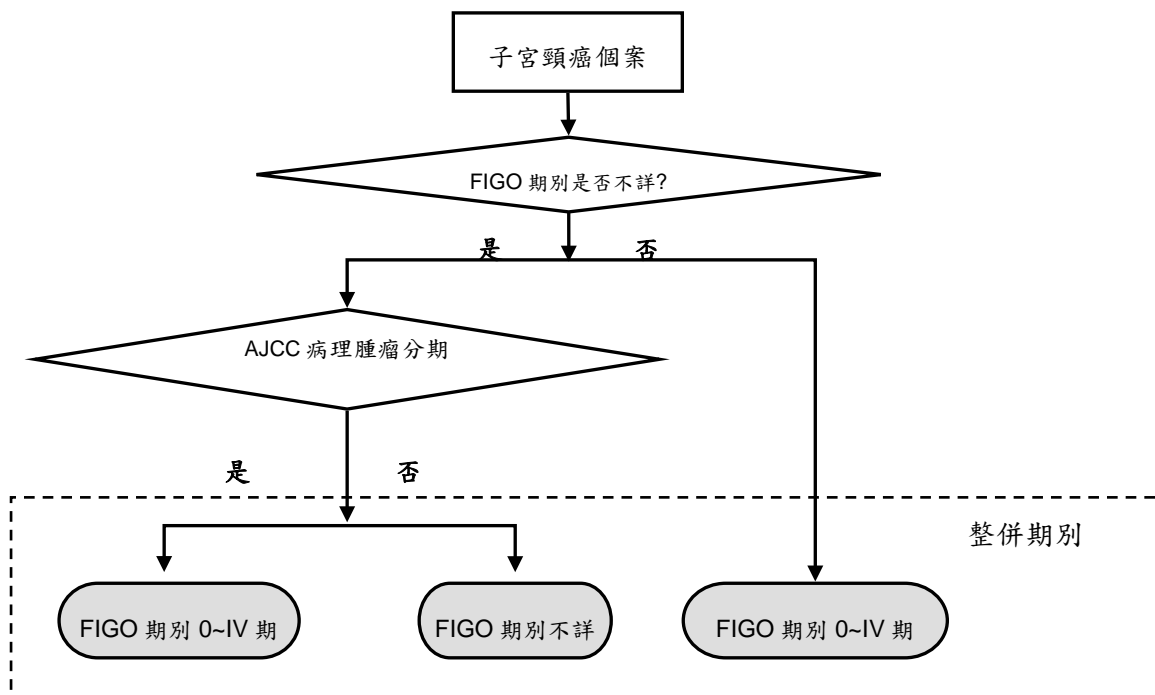 子宮頸癌個案
FIGO 期別是否不詳?
是 否
AJCC 病理腫瘤分期
是 否
整併期別
FIGO 期別 0~IV 期
FIGO 期別不詳
FIGO 期別 0~IV 期